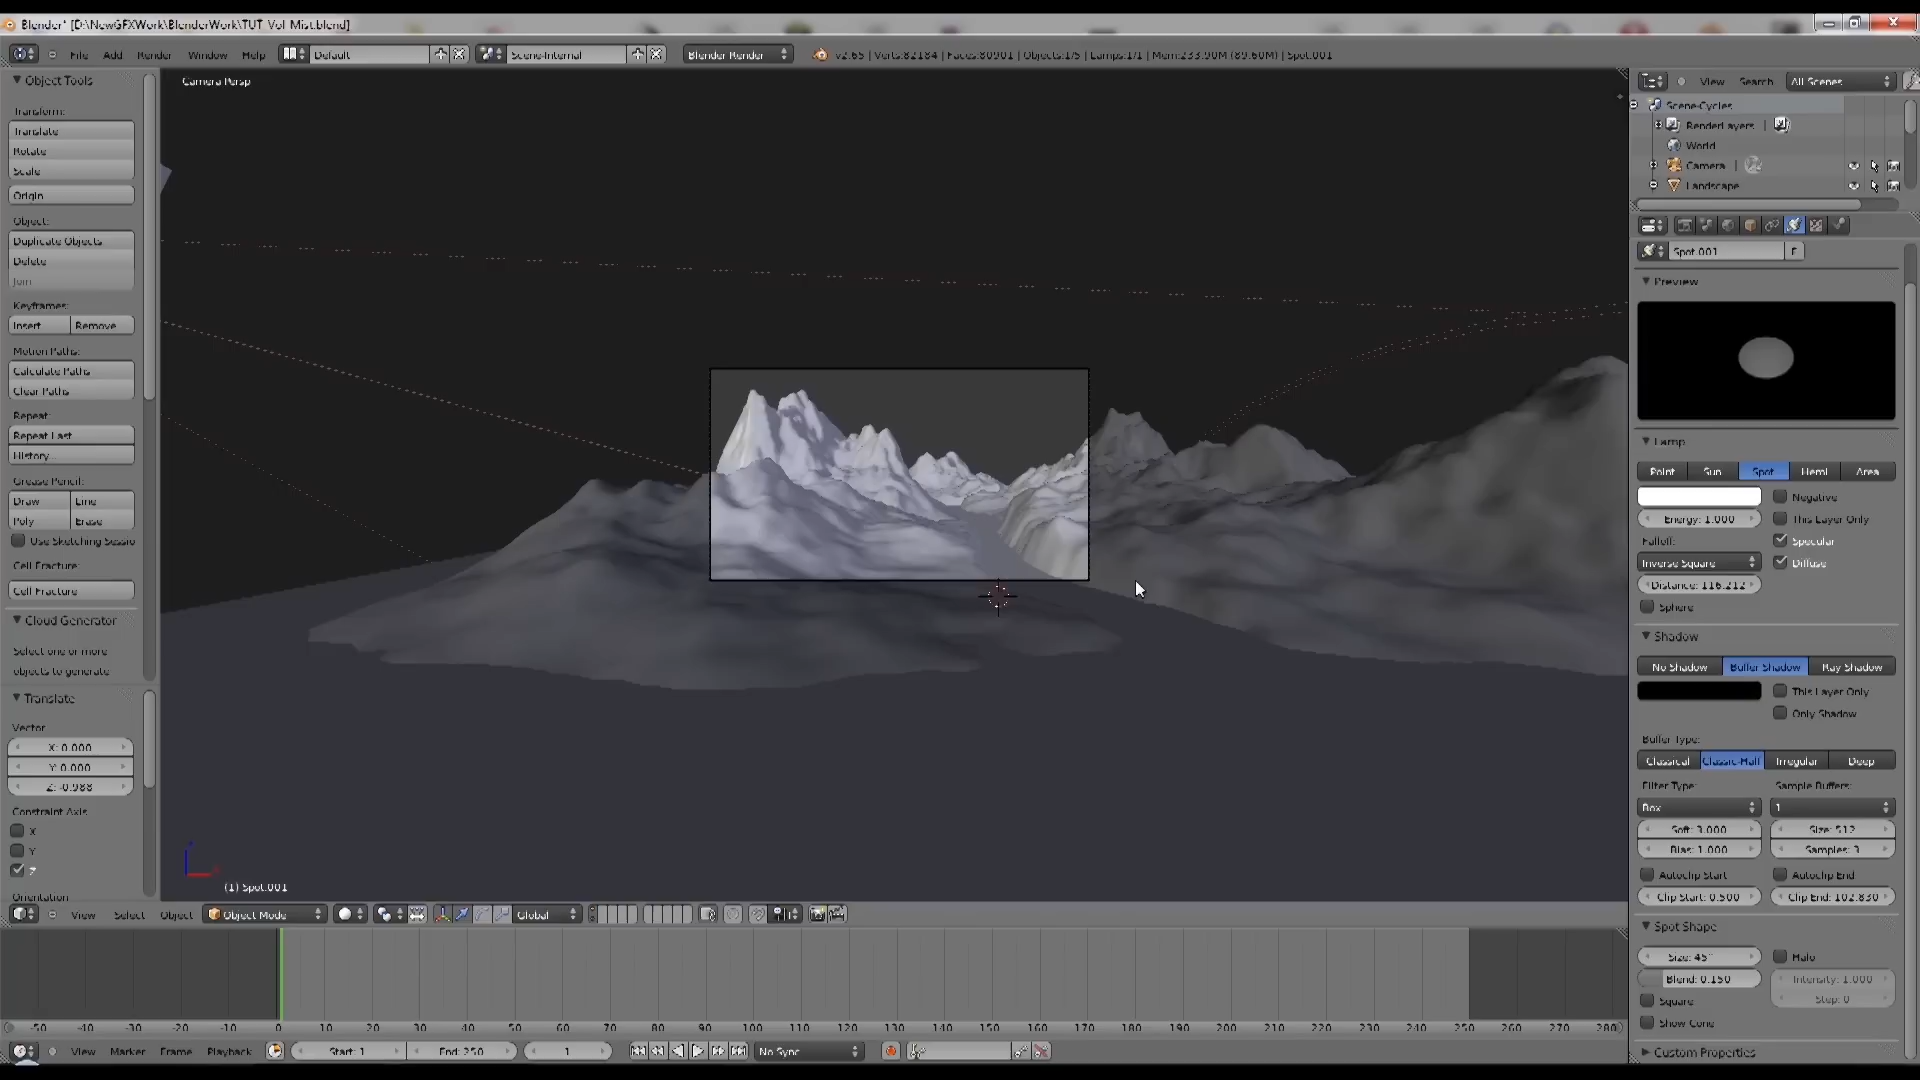 Blender* [D:\NewGFXWork\BlenderWork\TUT_Vol_Mist.blend]
File Add Render Window Help Default Scene-Internal Blender Render v2.65 | Verts:82184 | Faces:80901 | Objects:1/5 | Lamps:1/1 | Mem:233.90M (89.60M) | Spot.001
Object Tools
Transform:
Translate
Rotate
Scale
Origin
Object:
Duplicate Objects
Delete
Join
Keyframes:
Insert Remove
Motion Paths:
Calculate Paths
Clear Paths
Repeat:
Repeat Last
History...
Grease Pencil:
Draw Line
Poly Erase
Use Sketching Sessio
Cell Fracture:
Cell Fracture
Cloud Generator
Select one or more
objects to generate
Translate
Vector
X: 0.000
Y: 0.000
Z: -0.988
Constraint Axis
X
Y
Z
Orientation
Camera Persp
(1) Spot.001
View Select Object Object Mode Global
View Search All Scenes
Scene-Cycles
RenderLayers |
World
Camera |
Landscape
Spot.001 F
Preview
Lamp
Point Sun Spot Hemi Area
Negative
Energy: 1.000 This Layer Only
Falloff: Specular
Inverse Square Diffuse
Distance: 116.212
Sphere
Shadow
No Shadow Buffer Shadow Ray Shadow
This Layer Only
Only Shadow
Buffer Type:
Classical Classic-Half Irregular Deep
Filter Type: Sample Buffers:
Box 1
Soft: 3.000 Size: 512
Bias: 1.000 Samples: 3
Autoclip Start Autoclip End
Clip Start: 0.500 Clip End: 102.830
Spot Shape
Size: 45° Halo
Blend: 0.150 Intensity: 1.000
Square Step: 0
Show Cone
Custom Properties
-50 -40 -30 -20 -10 0 10 20 30 40 50 60 70 80 90 100 110 120 130 140 150 160 170 180 190 200 210 220 230 240 250 260 270 280
View Marker Frame Playback Start: 1 End: 250 1 No Sync